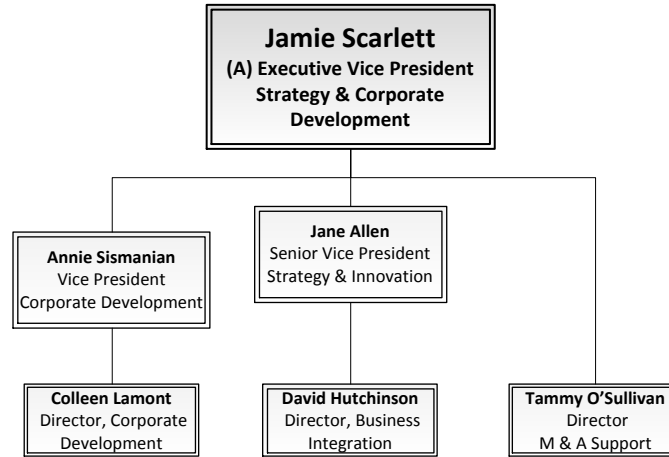 Jamie Scarlett
(A) Executive Vice President
Strategy & Corporate
Development
Annie Sismanian
Vice President
Corporate Development
Jane Allen
Senior Vice President
Strategy & Innovation
Colleen Lamont
Director, Corporate
Development
David Hutchinson
Director, Business
Integration
Tammy O’Sullivan
Director
M & A Support